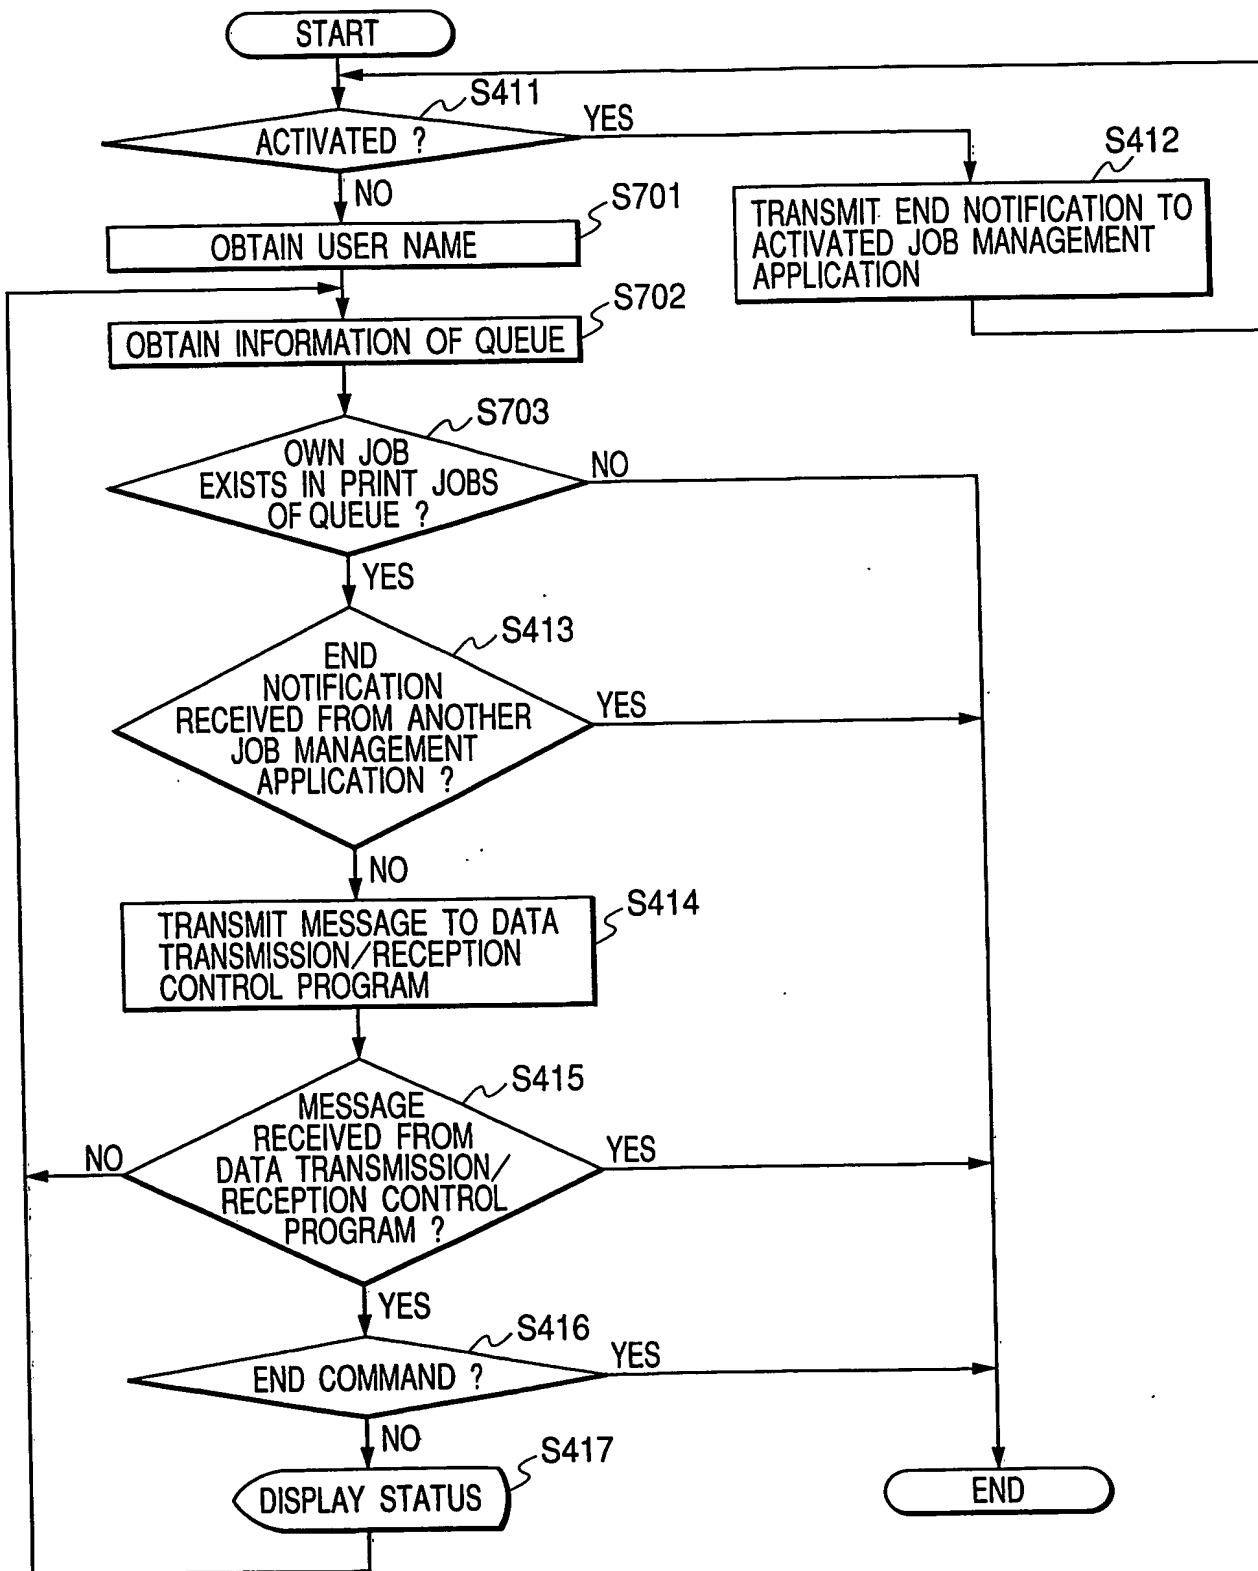 START
S411
ACTIVATED ?
YES
NO
S412
TRANSMIT END NOTIFICATION TO
ACTIVATED JOB MANAGEMENT
APPLICATION
S701
OBTAIN USER NAME
S702
OBTAIN INFORMATION OF QUEUE
S703
OWN JOB
EXISTS IN PRINT JOBS
OF QUEUE ?
NO
YES
S413
END
NOTIFICATION
RECEIVED FROM ANOTHER
JOB MANAGEMENT
APPLICATION ?
YES
NO
S414
TRANSMIT MESSAGE TO DATA
TRANSMISSION/RECEPTION
CONTROL PROGRAM
S415
MESSAGE
RECEIVED FROM
DATA TRANSMISSION/
RECEPTION CONTROL
PROGRAM ?
NO
YES
YES
S416
END COMMAND ?
YES
NO
S417
DISPLAY STATUS
END